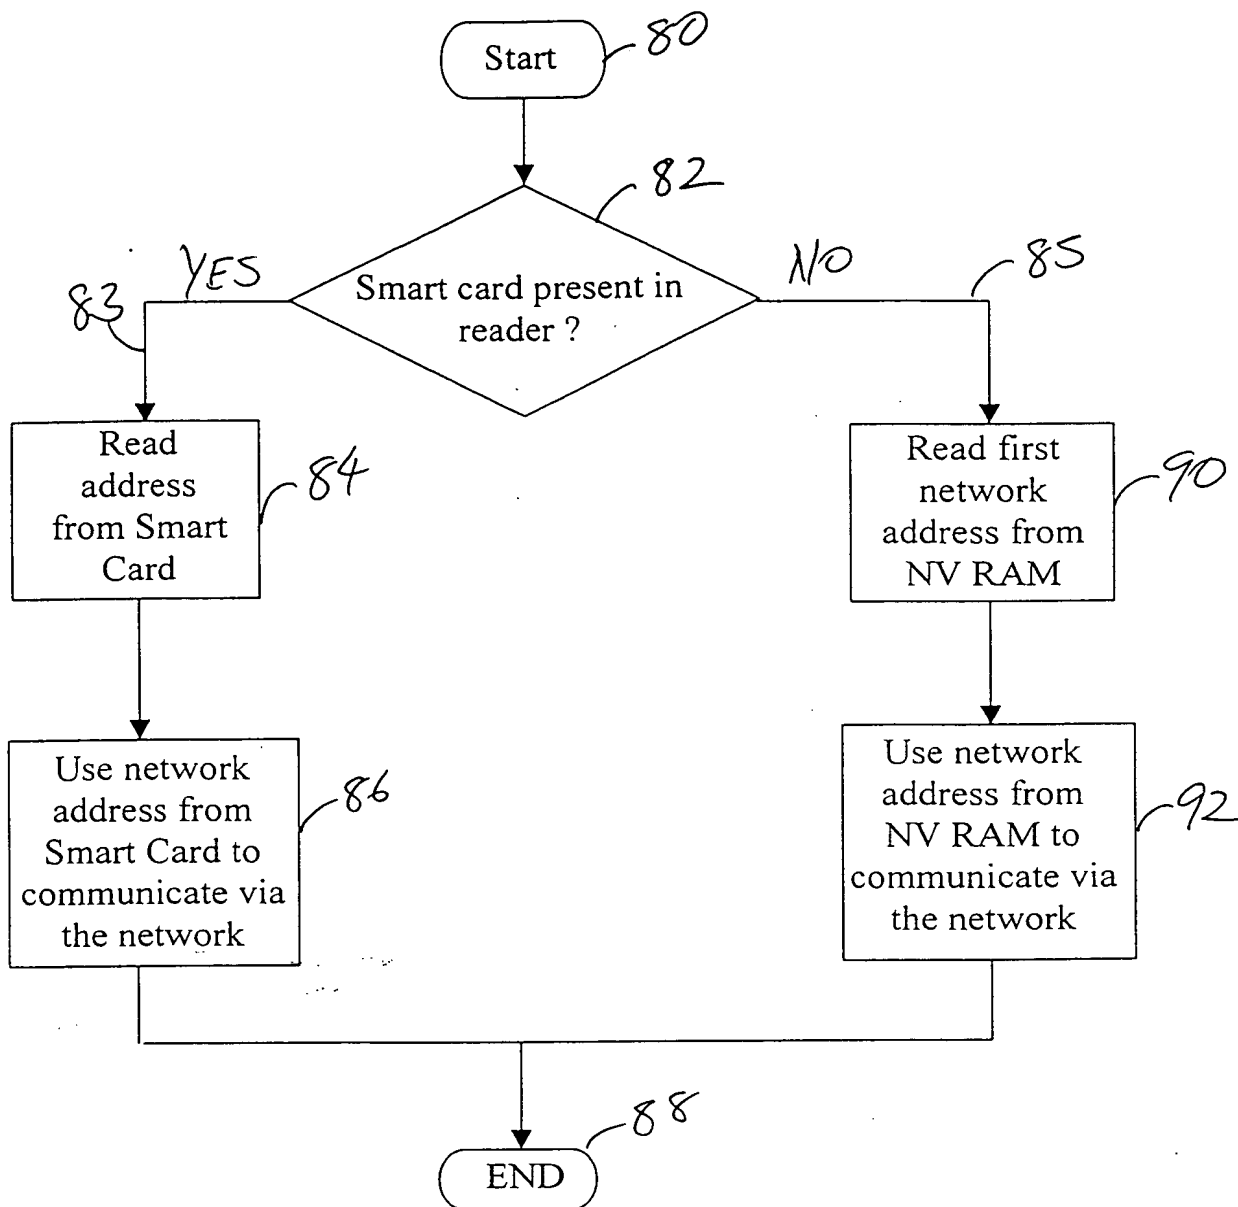 Start
80
82
YES
NO
85
83
Smart card present in
reader ?
Read
address
from Smart
Card
84
Read first
network
address from
NV RAM
90
Use network
address from
Smart Card to
communicate via
the network
86
Use network
address from
NV RAM to
communicate via
the network
92
88
END